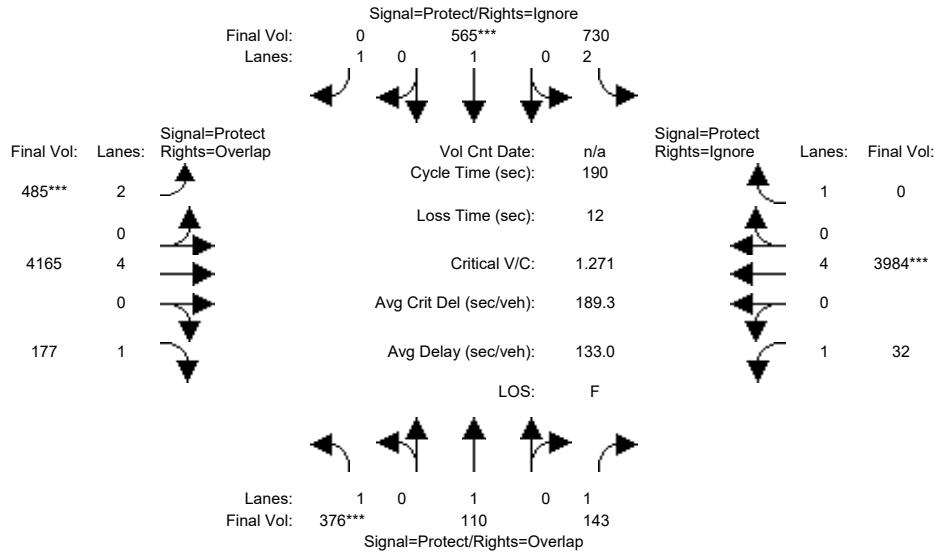 Signal=Protect/Rights=Ignore
Final Vol: 0 565*** 730
Lanes: 1 0 1 0 2
Signal=Protect
Rights=Overlap
Signal=Protect
Rights=Ignore
Final Vol: Lanes: Vol Cnt Date: n/a Lanes: Final Vol:
Cycle Time (sec): 190
485*** 2 1 0
Loss Time (sec): 12
0 0
4165 4 Critical V/C: 1.271 4 3984***
0 Avg Crit Del (sec/veh): 189.3 0
177 1 Avg Delay (sec/veh): 133.0 1 32
LOS: F
Lanes: 1 0 1 0 1
Final Vol: 376*** 110 143
Signal=Protect/Rights=Overlap